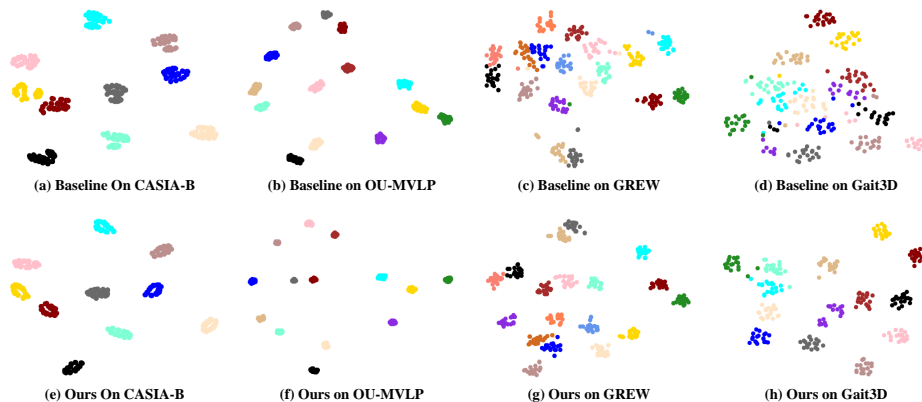 (a) Baseline On CASIA-B
(b) Baseline on OU-MVLP
(c) Baseline on GREW
(d) Baseline on Gait3D
(e) Ours On CASIA-B
(f) Ours on OU-MVLP
(g) Ours on GREW
(h) Ours on Gait3D